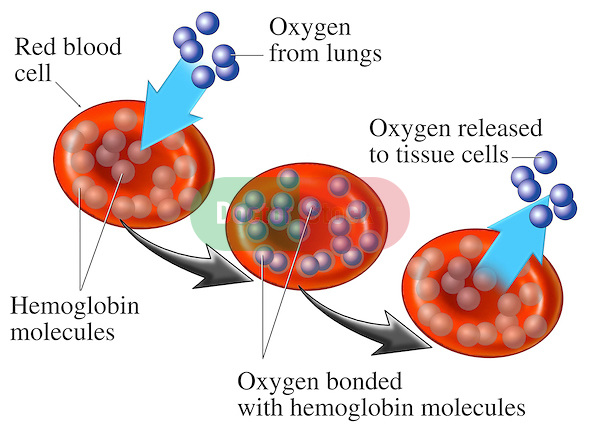 Oxygen
from lungs
Red blood
cell
Oxygen released
to tissue cells
Hemoglobin
molecules
Oxygen bonded
with hemoglobin molecules